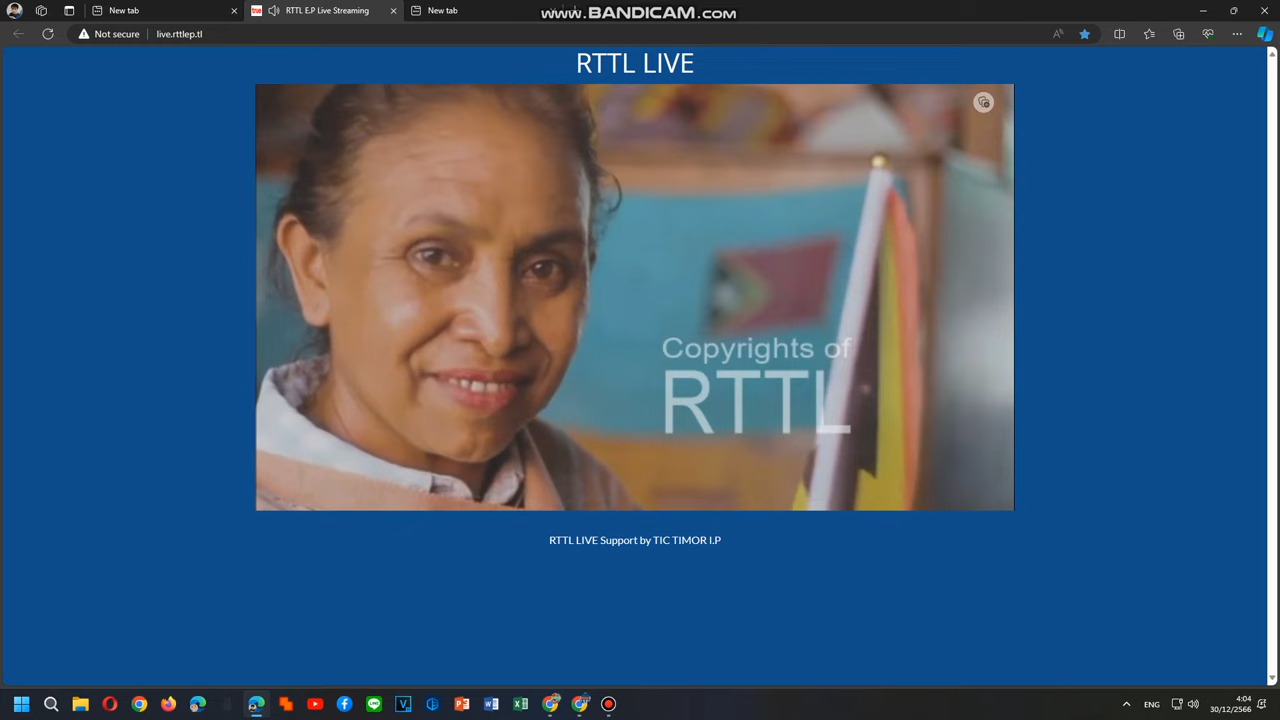 www.BANDICAM.com
New tab
true
RTTL E.P Live Streaming
New tab
Not secure
live.rttlep.tl
RTTL LIVE
Copyrights of
RTTL
RTTL LIVE Support by TIC TIMOR I.P
4:04
ENG
30/12/2566